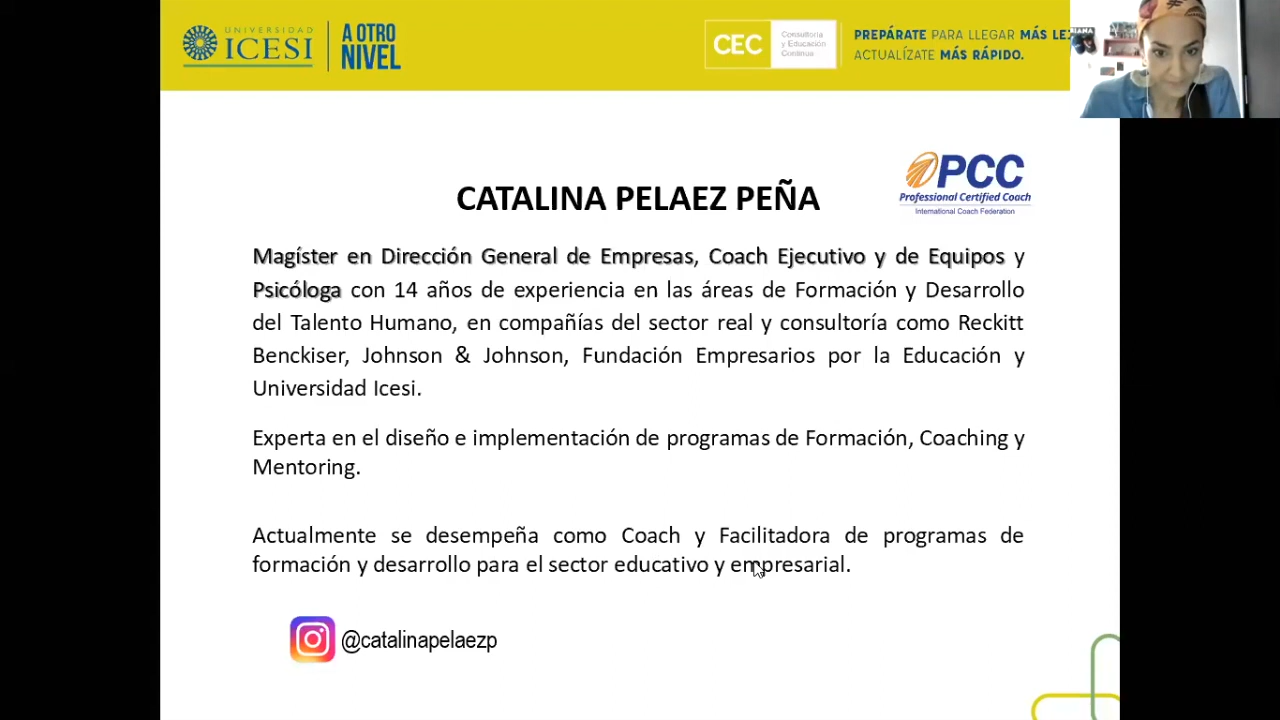 UNIVERSIDAD
ICESI
A OTRO
NIVEL
CEC
Consultoría
y Educación
Continua
PREPÁRATE PARA LLEGAR MÁS LE
ACTUALÍZATE MÁS RÁPIDO.
PCC
Professional Certified Coach
International Coach Federation
CATALINA PELAEZ PEÑA
Magíster en Dirección General de Empresas, Coach Ejecutivo y de Equipos y
Psicóloga con 14 años de experiencia en las áreas de Formación y Desarrollo
del Talento Humano, en compañías del sector real y consultoría como Reckitt
Benckiser, Johnson & Johnson, Fundación Empresarios por la Educación y
Universidad Icesi.
Experta en el diseño e implementación de programas de Formación, Coaching y
Mentoring.
Actualmente se desempeña como Coach y Facilitadora de programas de
formación y desarrollo para el sector educativo y empresarial.
@catalinapelaezp